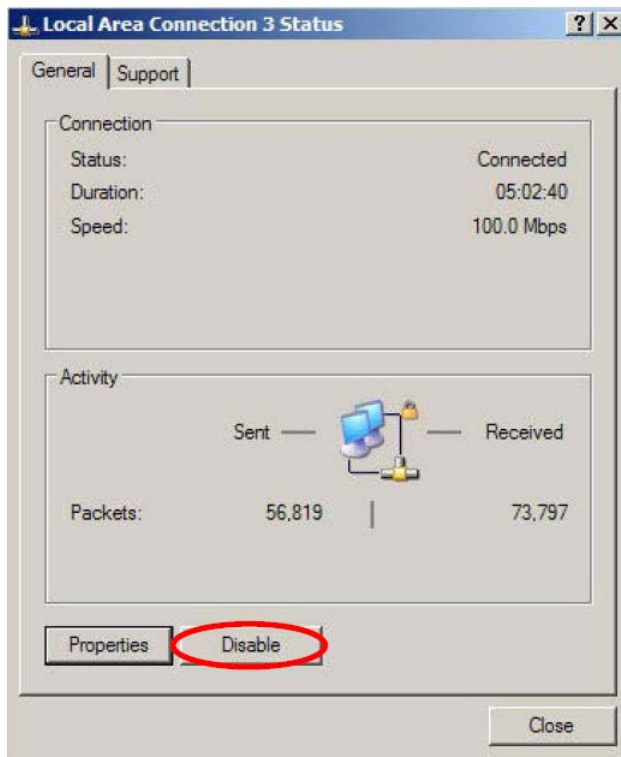 Local Area Connection 3 Status
General Support
Connection
Status: Connected
Duration: 05:02:40
Speed: 100.0 Mbps
Activity
Sent Received
Packets: 56,819 73,797
Properties Disable
Close